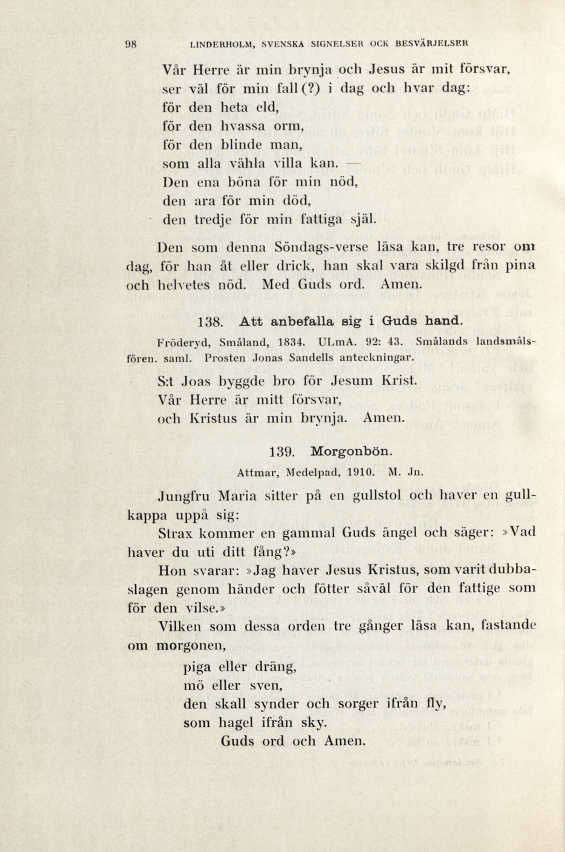 98 LINDERHOLM, SVENSKA SIGNELSER OCK BESVÄRJELSER
Vår Herre är min brynja och Jesus är mit försvar,
ser väl för min fall (?) i dag och hvar dag:
för den heta eld,
för den hvassa orm,
för den blinde man,
som alla vähla villa kan. —
Den ena böna för min nöd,
den ara för min död,
den tredje för min fattiga själ.
Den som denna Söndags-verse läsa kan, tre resor om
dag, för han åt eller drick, han skal vara skilgd från pina
och helvetes nöd. Med Guds ord. Amen.
138. Att anbefalla sig i Guds hand.
Fröderyd, Småland, 1834. ULmA. 92: 43. Smålands landsmåls-
fören. saml. Prosten Jonas Sandells anteckningar.
S:t Joas byggde bro för Jesum Krist.
Vår Herre är mitt försvar,
och Kristus är min brynja. Amen.
139. Morgonbön.
Attmar, Medelpad, 1910. M. Jn.
Jungfru Maria sitter på en gullstol och haver en gull-
kappa uppå sig:
Strax kommer en gammal Guds ängel och säger: »Vad
haver du uti ditt fång?»
Hon svarar: »Jag haver Jesus Kristus, som varit dubba-
slagen genom händer och fötter såväl för den fattige som
för den vilse.»
Vilken som dessa orden tre gånger läsa kan, fastande
om morgonen,
piga eller dräng,
mö eller sven,
den skall synder och sorger ifrån fly,
som hagel ifrån sky.
Guds ord och Amen.